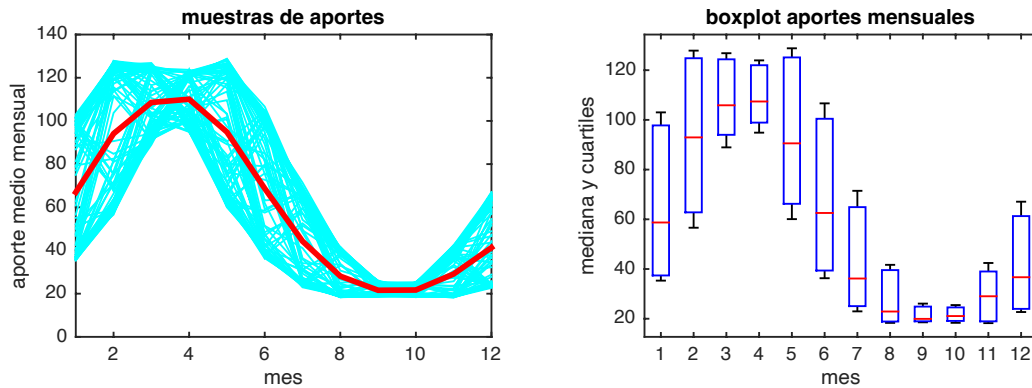 muestras de aportes
aporte medio mensual
140
120
100
80
60
40
20
0
2 4 6 8 10 12
mes
boxplot aportes mensuales
mediana y cuartiles
120
100
80
60
40
20
1 2 3 4 5 6 7 8 9 10 11 12
mes